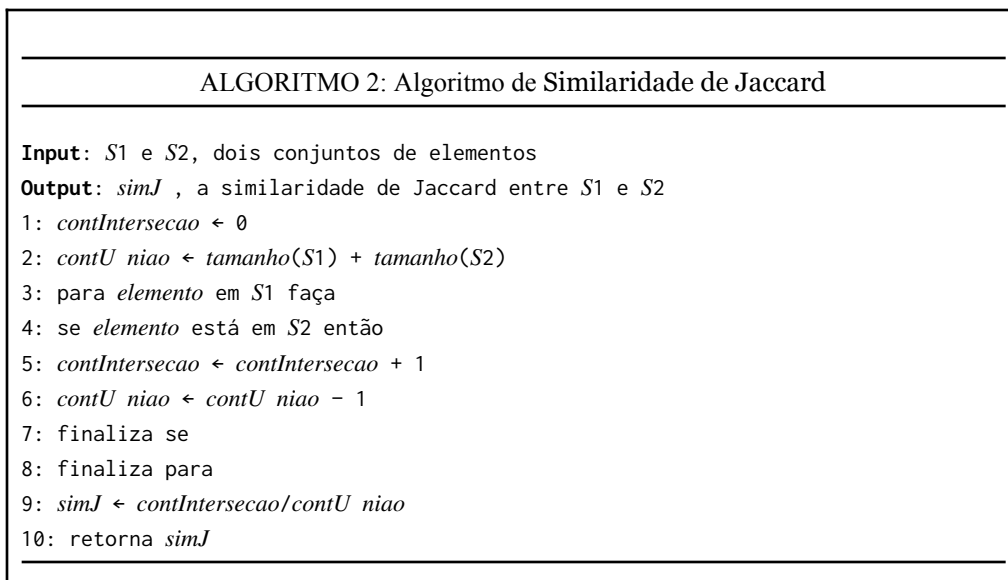 ALGORITMO 2: Algoritmo de Similaridade de Jaccard
Input: S1 e S2, dois conjuntos de elementos
Output: simJ , a similaridade de Jaccard entre S1 e S2
1: contIntersecao ← 0
2: contU niao ← tamanho(S1) + tamanho(S2)
3: para elemento em S1 faça
4: se elemento está em S2 então
5: contIntersecao ← contIntersecao + 1
6: contU niao ← contU niao − 1
7: finaliza se
8: finaliza para
9: simJ ← contIntersecao/contU niao
10: retorna simJ